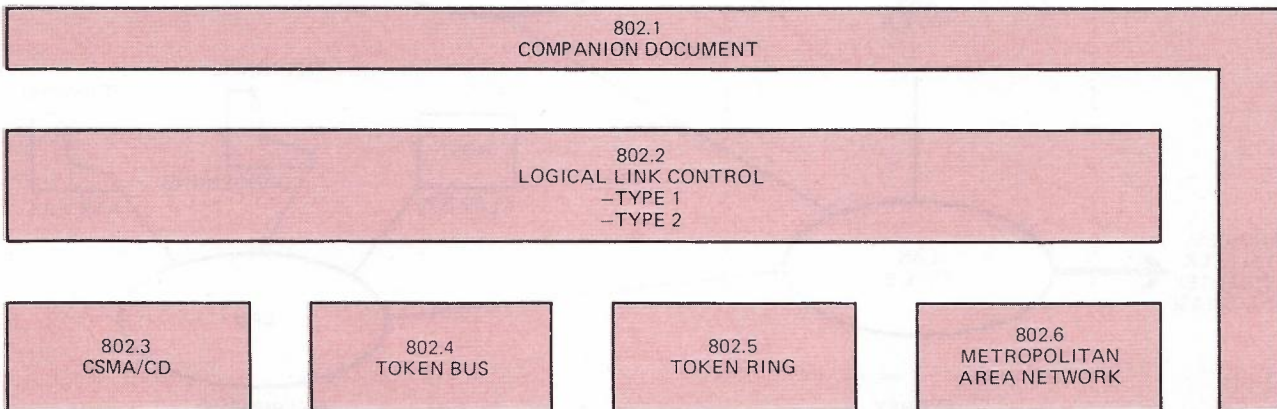 802.1
COMPANION DOCUMENT
802.2
LOGICAL LINK CONTROL
–TYPE 1
–TYPE 2
802.3
CSMA/CD
802.4
TOKEN BUS
802.5
TOKEN RING
802.6
METROPOLITAN
AREA NETWORK